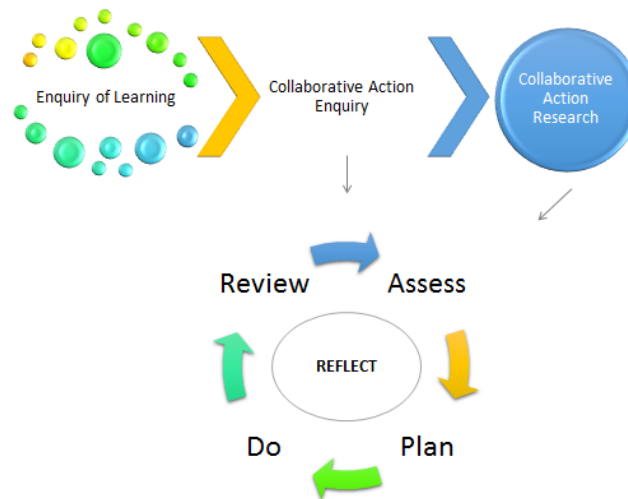 Enquiry of Learning
Collaborative Action
Enquiry
Collaborative
Action
Research
Review
Assess
REFLECT
Do
Plan